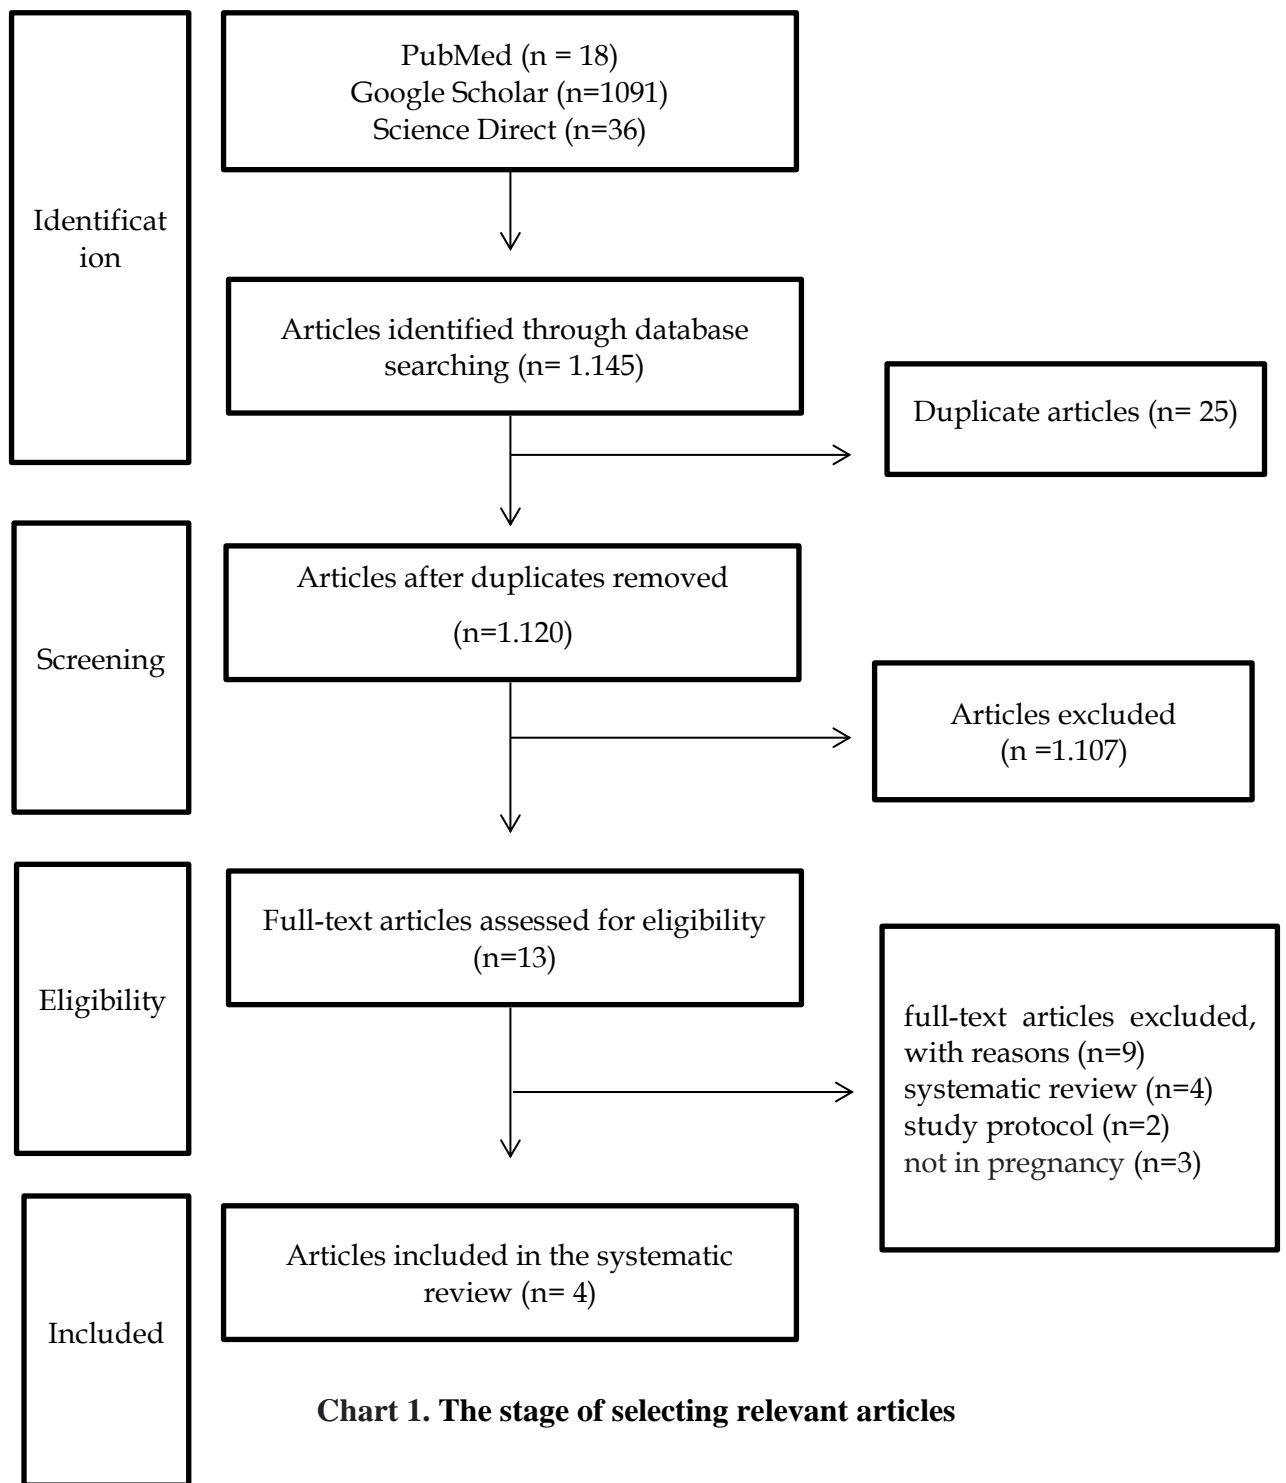 Identificat
ion
PubMed (n = 18)
Google Scholar (n=1091)
Science Direct (n=36)
Articles identified through database
searching (n= 1.145)
Duplicate articles (n= 25)
Screening
Articles after duplicates removed
(n=1.120)
Articles excluded
(n =1.107)
Eligibility
Full-text articles assessed for eligibility
(n=13)
full-text articles excluded,
with reasons (n=9)
systematic review (n=4)
study protocol (n=2)
not in pregnancy (n=3)
Included
Articles included in the systematic
review (n= 4)
Chart 1. The stage of selecting relevant articles